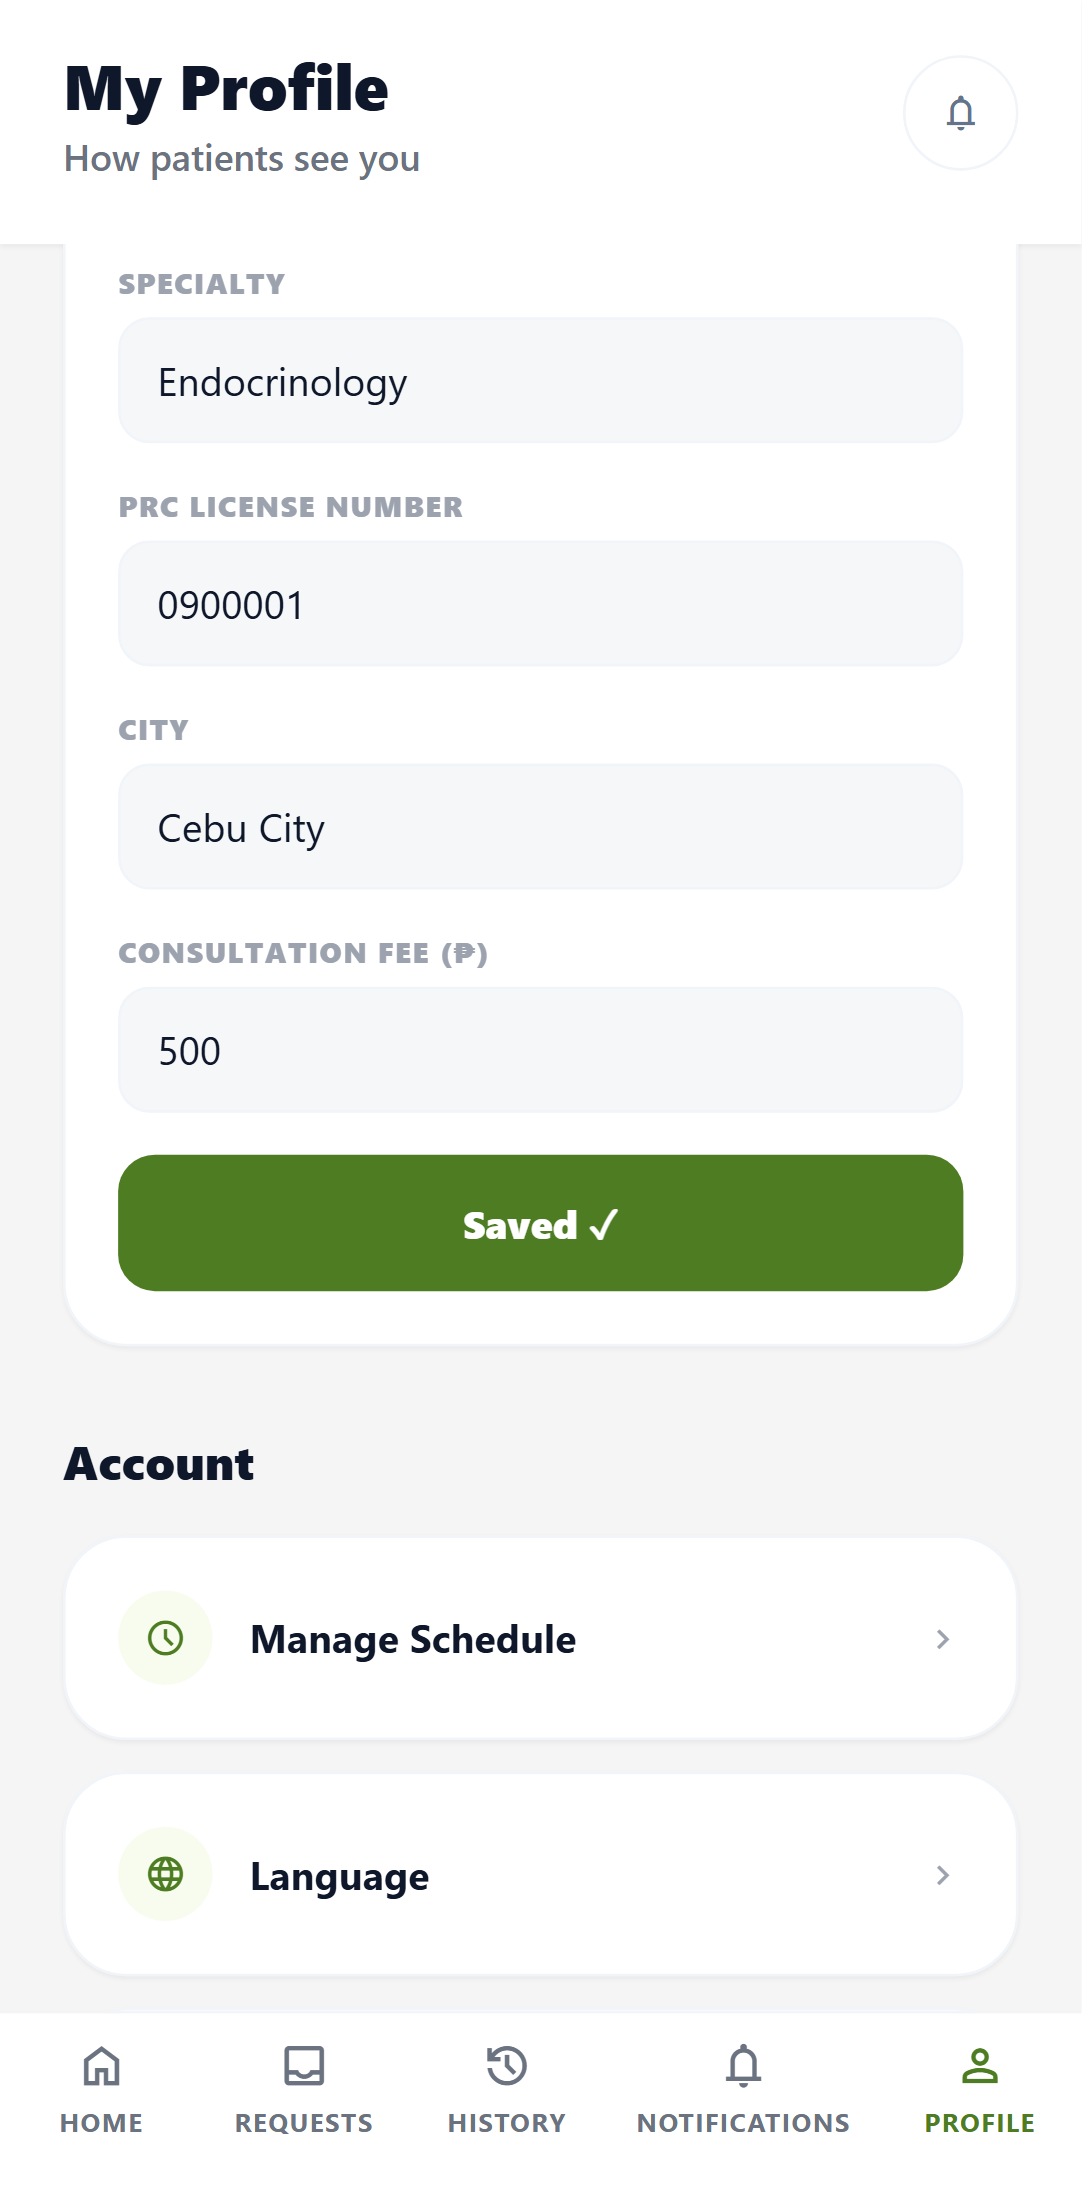 My Profile
How patients see you
SPECIALTY
Endocrinology
PRC LICENSE NUMBER
0900001
CITY
Cebu City
CONSULTATION FEE (₱)
500
Saved ✓
Account
Manage Schedule
Language
HOME
REQUESTS
HISTORY
NOTIFICATIONS
PROFILE